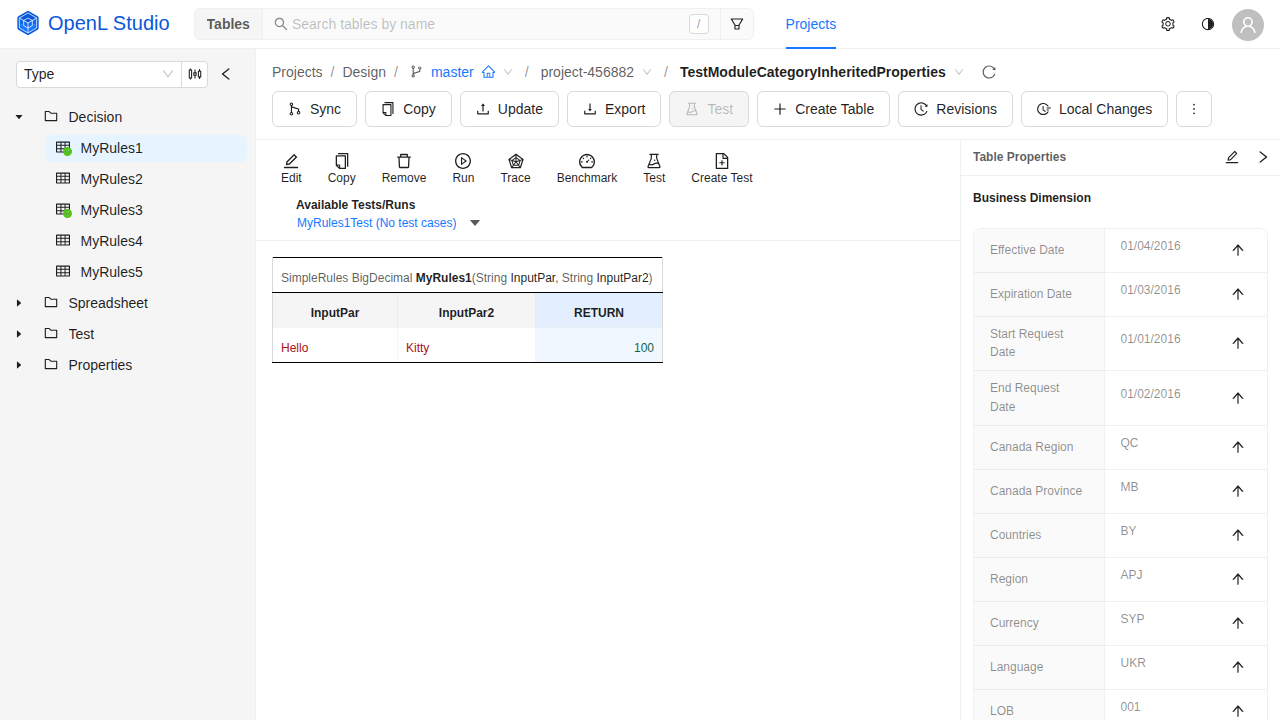 OpenL Studio
Tables
Search tables by name
/
Projects
Type
Decision
MyRules1
MyRules2
MyRules3
MyRules4
MyRules5
Spreadsheet
Test
Properties
Projects / Design / master / project-456882 / TestModuleCategoryInheritedProperties
Sync
Copy
Update
Export
Test
Create Table
Revisions
Local Changes
Edit
Copy
Remove
Run
Trace
Benchmark
Test
Create Test
Available Tests/Runs
MyRules1Test (No test cases)
SimpleRules BigDecimal MyRules1(String InputPar, String InputPar2)
InputPar InputPar2 RETURN
Hello Kitty 100
Table Properties
Business Dimension
Effective Date 01/04/2016
Expiration Date 01/03/2016
Start Request
Date
01/01/2016
End Request
Date
01/02/2016
Canada Region QC
Canada Province MB
Countries BY
Region APJ
Currency SYP
Language UKR
LOB 001